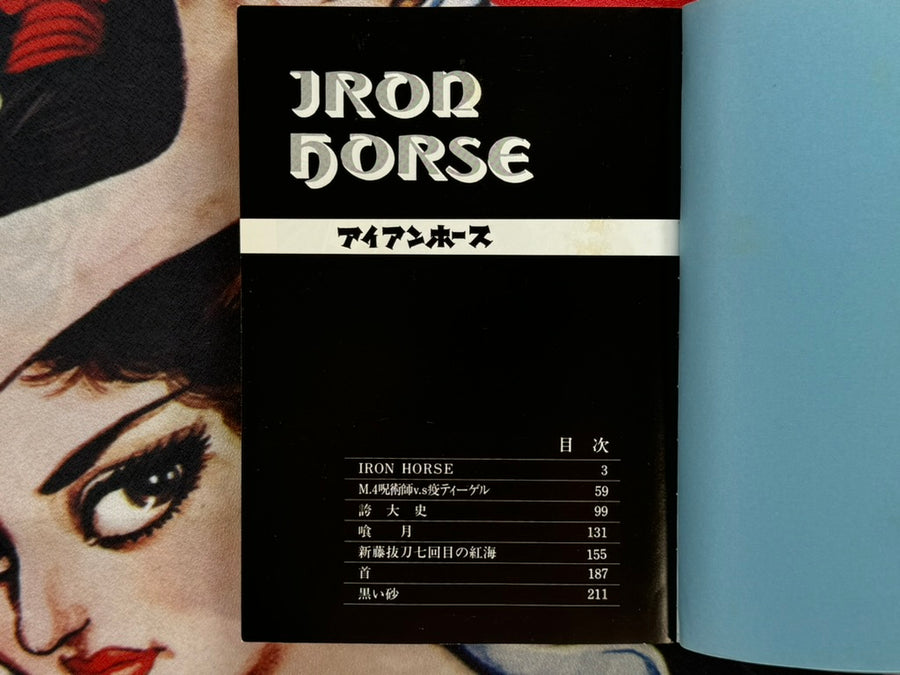 IRON
HORSE
アイアンホース
目次
IRON HORSE 3
M.4呪術師v.s疫ティーゲル 59
誇大史 99
喰月 131
新藤抜刀七回目の紅海 155
首 187
黒い砂 211